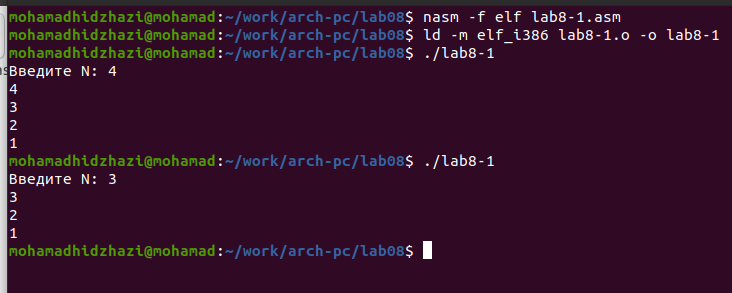 mohamadhidzhazi@mohamad:~/work/arch-pc/lab08$ nasm -f elf lab8-1.asm
mohamadhidzhazi@mohamad:~/work/arch-pc/lab08$ ld -m elf_i386 lab8-1.o -o lab8-1
mohamadhidzhazi@mohamad:~/work/arch-pc/lab08$ ./lab8-1
Введите N: 4
4
3
2
1
mohamadhidzhazi@mohamad:~/work/arch-pc/lab08$ ./lab8-1
Введите N: 3
3
2
1
mohamadhidzhazi@mohamad:~/work/arch-pc/lab08$